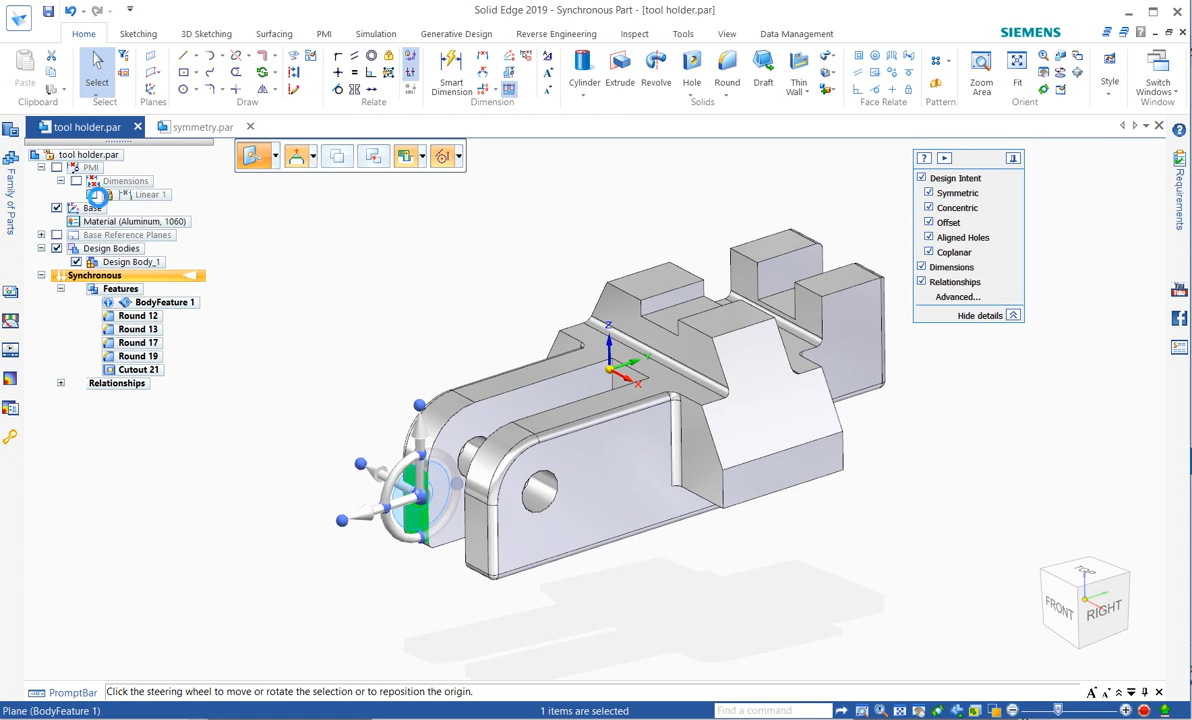 Solid Edge 2019 - Synchronous Part - [tool holder.par]
Home Sketching 3D Sketching Surfacing PMI Simulation Generative Design Reverse Engineering Inspect Tools View Data Management SIEMENS
Paste Select Smart Dimension Cylinder Extrude Revolve Hole Round Draft Thin Wall Zoom Area Fit Style Switch Windows
Clipboard Select Planes Draw Relate Dimension Solids Face Relate Pattern Orient Style Window
tool holder.par symmetry.par
tool holder.par
PMI
Dimensions
Linear 1
Base
Material (Aluminum, 1060)
Base Reference Planes
Design Bodies
Design Body_1
Synchronous
Features
BodyFeature 1
Round 12
Round 13
Round 17
Round 19
Cutout 21
Relationships
Family of Parts
Design Intent
Symmetric
Concentric
Offset
Aligned Holes
Coplanar
Dimensions
Relationships
Advanced...
Hide details
Requirements
You Tube
Z
Y
X
TOP
FRONT
RIGHT
PromptBar Click the steering wheel to move or rotate the selection or to reposition the origin.
Plane (BodyFeature 1) 1 items are selected Find a command